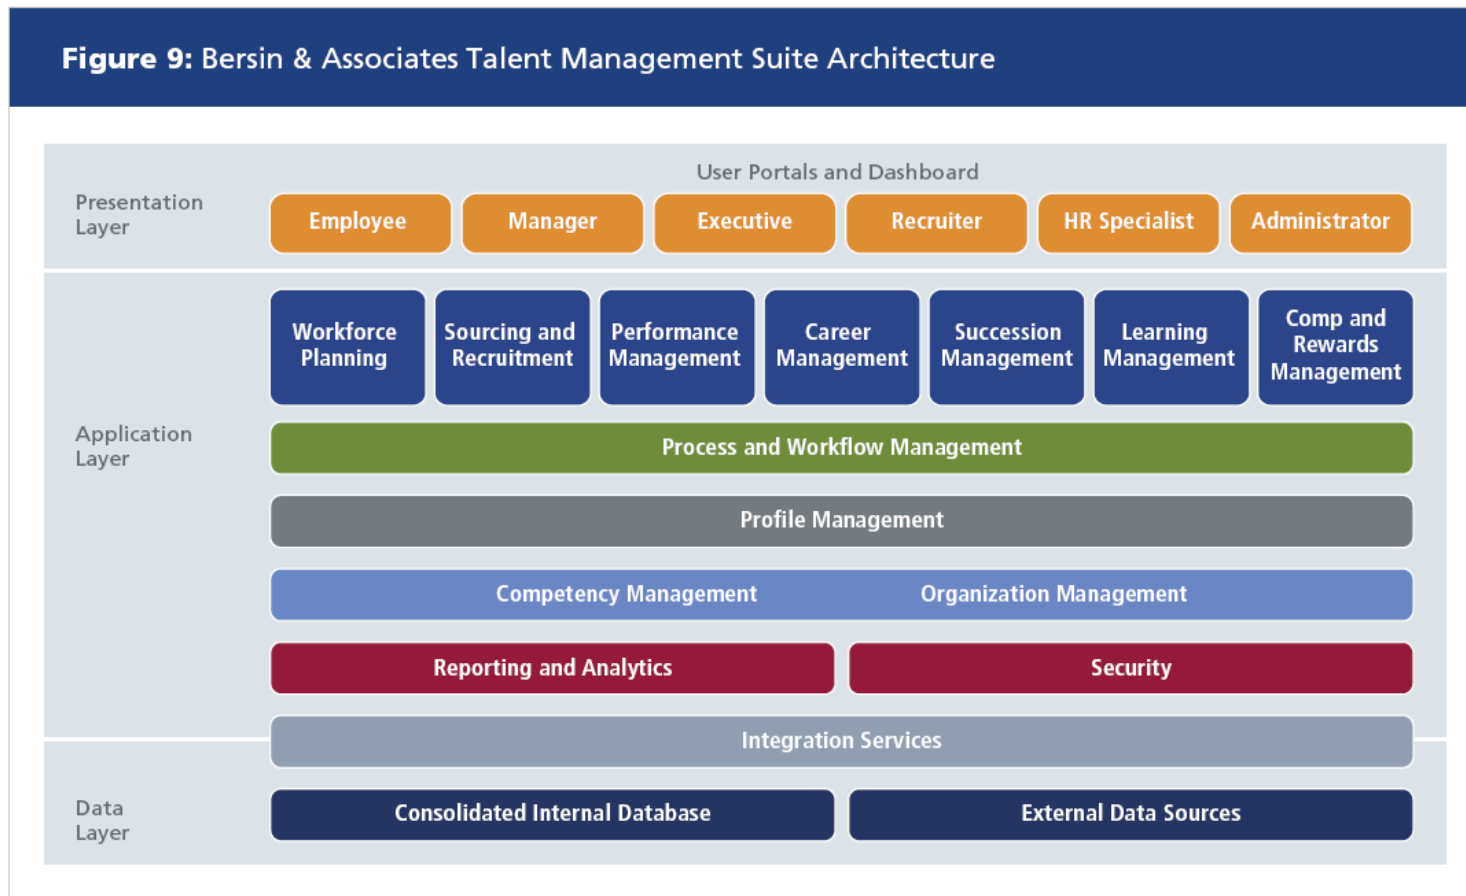 Figure 9: Bersin & Associates Talent Management Suite Architecture
User Portals and Dashboard
Presentation
Layer
Employee
Manager
Executive
Recruiter
HR Specialist
Administrator
Application
Layer
Workforce
Planning
Sourcing and
Recruitment
Performance
Management
Career
Management
Succession
Management
Learning
Management
Comp and
Rewards
Management
Process and Workflow Management
Profile Management
Competency Management
Organization Management
Reporting and Analytics
Security
Integration Services
Data
Layer
Consolidated Internal Database
External Data Sources